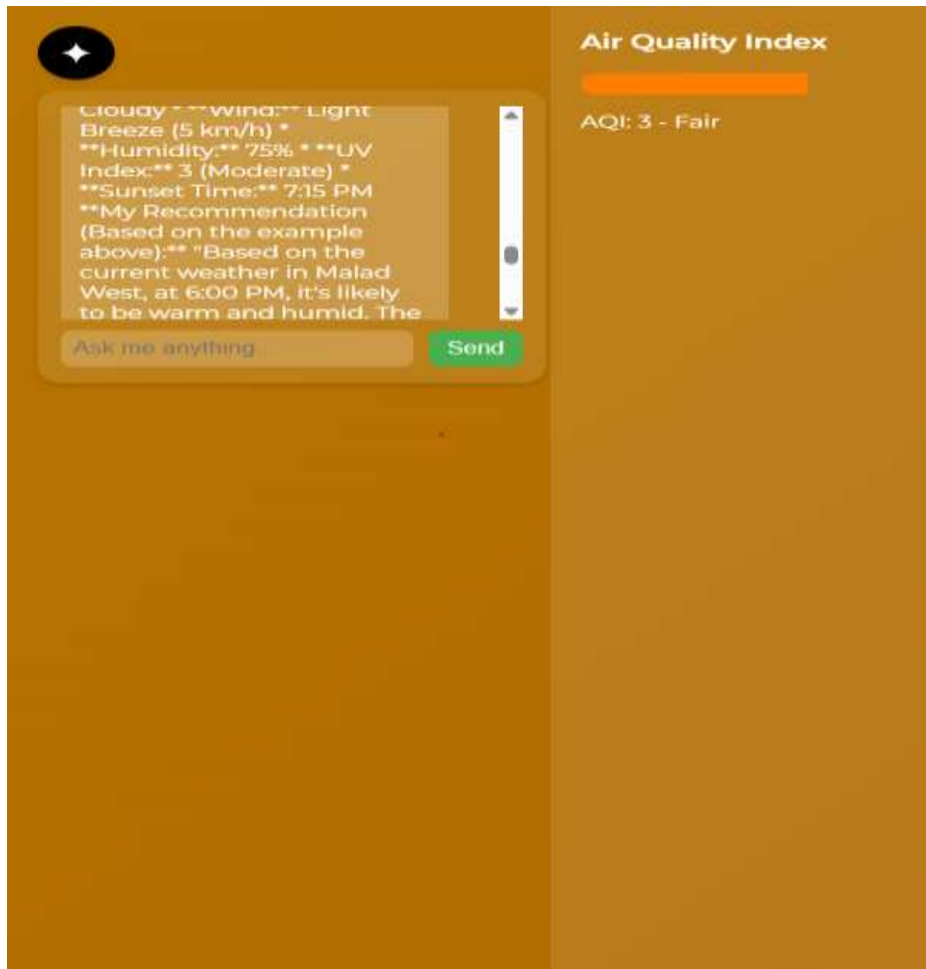 Cloudy * **Wind:** Light
Breeze (5 km/h) *
**Humidity:** 75% * **UV
Index:** 3 (Moderate) *
**Sunset Time:** 7:15 PM
**My Recommendation
(Based on the example
above):** "Based on the
current weather in Malad
West, at 6:00 PM, it's likely
to be warm and humid. The
Ask me anything
Send
Air Quality Index
AQI: 3 - Fair